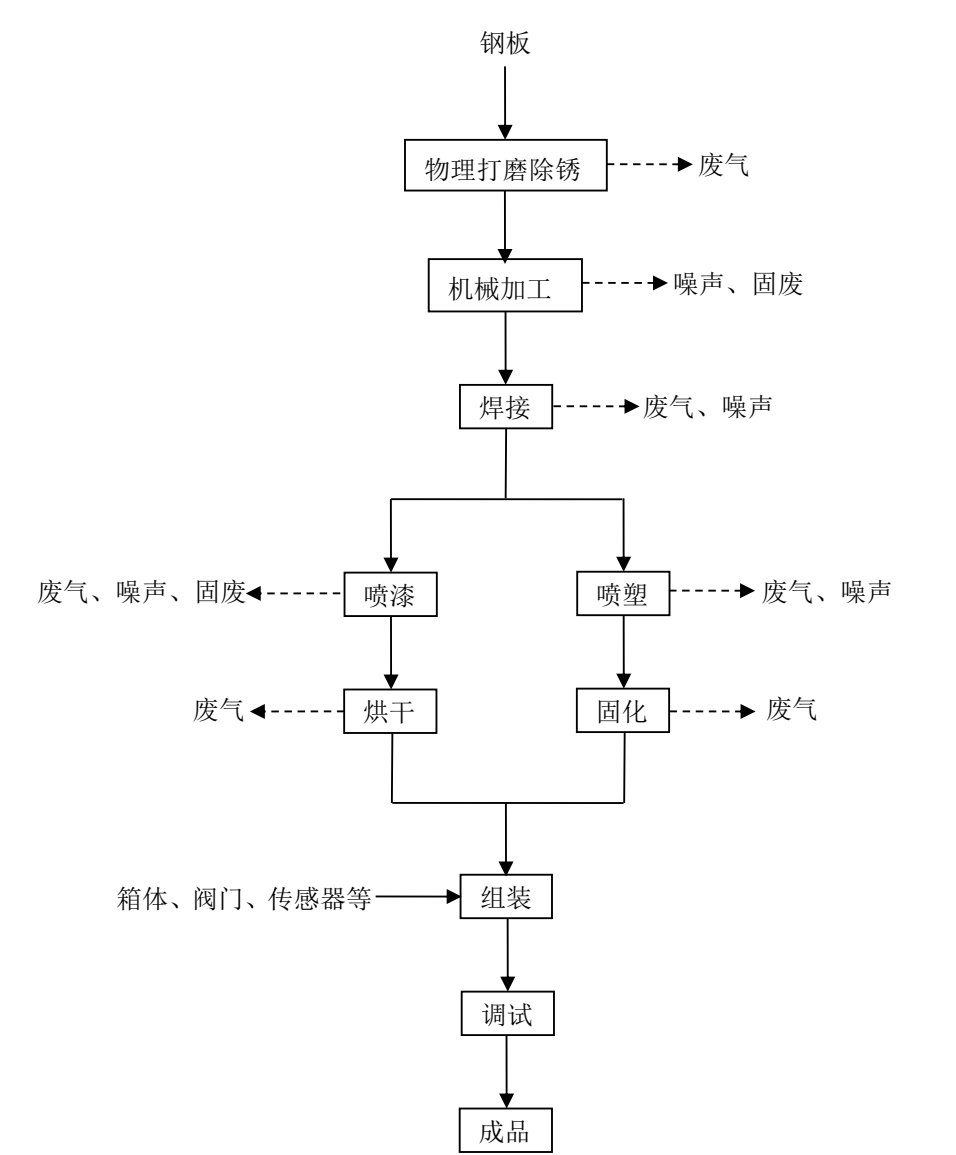 钢板
物理打磨除锈
废气
机械加工
噪声、固废
焊接
废气、噪声
废气、噪声、固废
喷漆
喷塑
废气、噪声
废气
烘干
固化
废气
箱体、阀门、传感器等
组装
调试
成品